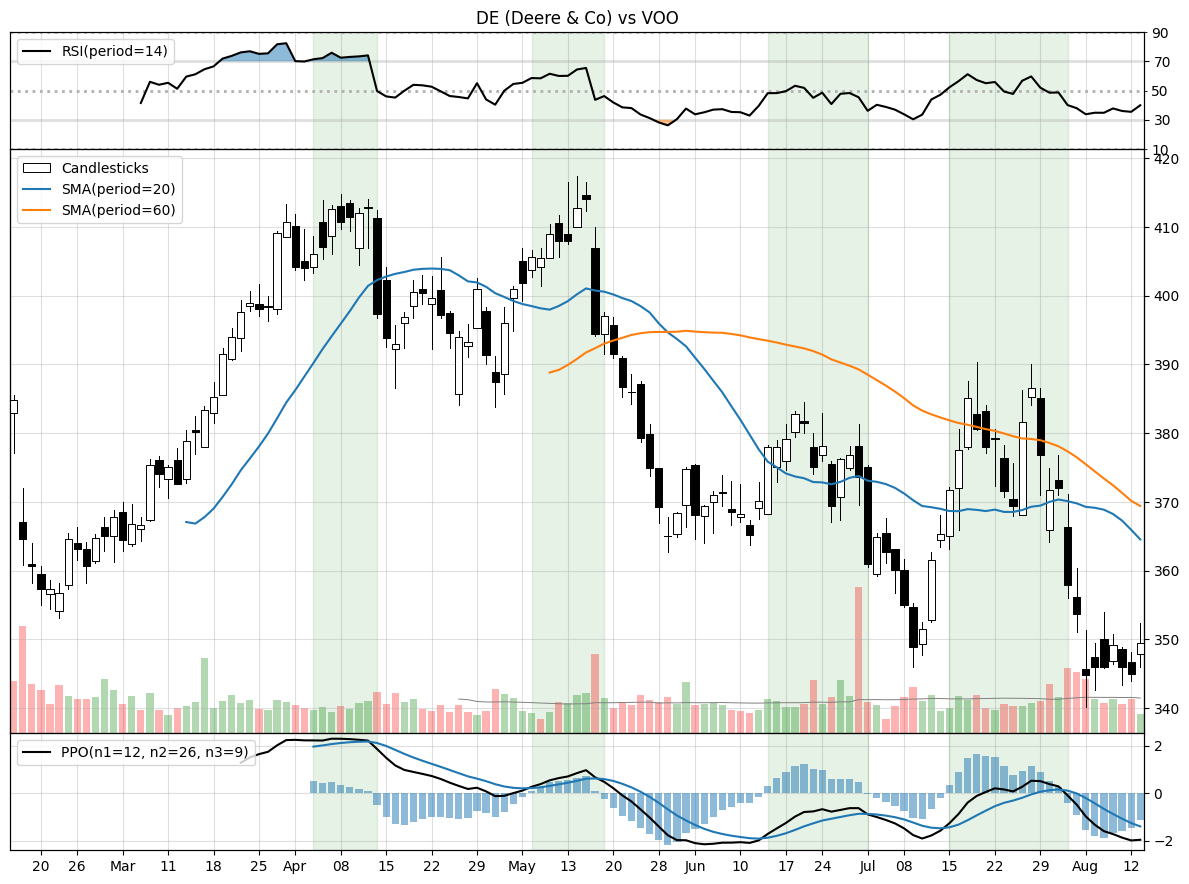 DE (Deere & Co) vs VOO
RSI(period=14)
90
70
50
30
10
Candlesticks
SMA(period=20)
SMA(period=60)
420
410
400
390
380
370
360
350
340
PPO(n1=12, n2=26, n3=9)
2
0
−2
20 26 Mar 11 18 25 Apr 08 15 22 29 May 13 20 28 Jun 10 17 24 Jul 08 15 22 29 Aug 12